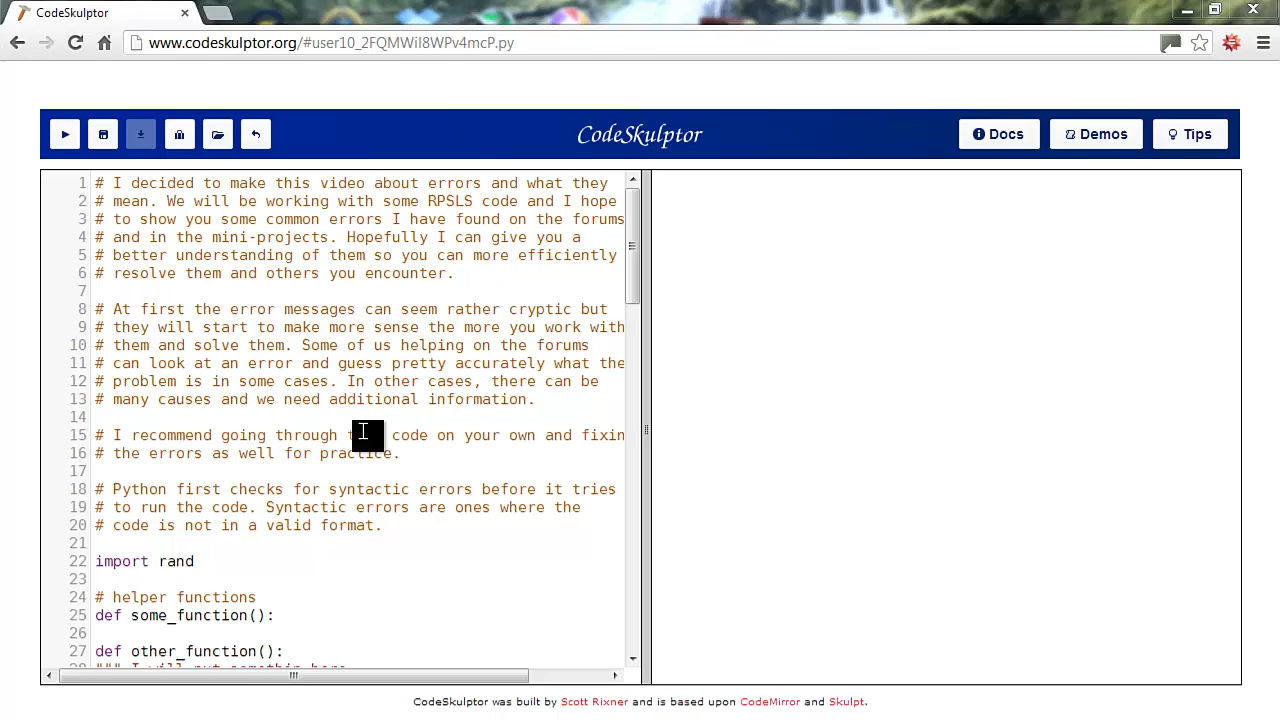 CodeSkulptor
www.codeskulptor.org/#user10_2FQMWil8WPv4mcP.py
CodeSkulptor
Docs
Demos
Tips
1 # I decided to make this video about errors and what they
2 # mean. We will be working with some RPSLS code and I hope
3 # to show you some common errors I have found on the forums
4 # and in the mini-projects. Hopefully I can give you a
5 # better understanding of them so you can more efficiently
6 # resolve them and others you encounter.
7
8 # At first the error messages can seem rather cryptic but
9 # they will start to make more sense the more you work with
10 # them and solve them. Some of us helping on the forums
11 # can look at an error and guess pretty accurately what the
12 # problem is in some cases. In other cases, there can be
13 # many causes and we need additional information.
14
15 # I recommend going through code on your own and fixin
16 # the errors as well for practice.
17
18 # Python first checks for syntactic errors before it tries
19 # to run the code. Syntactic errors are ones where the
20 # code is not in a valid format.
21
22 import rand
23
24 # helper functions
25 def some_function():
26
27 def other_function():
28 """ I will put somethin here
CodeSkulptor was built by Scott Rixner and is based upon CodeMirror and Skulpt.